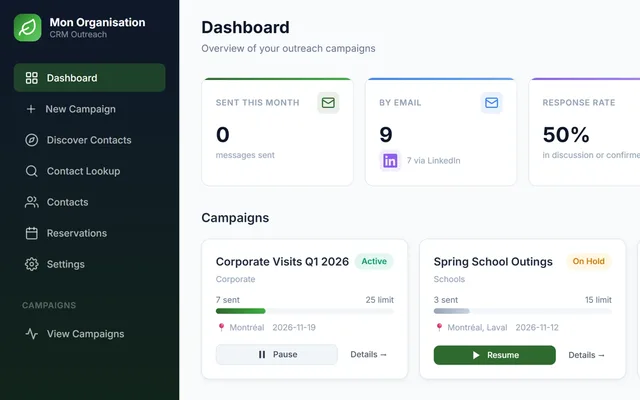 Mon Organisation
CRM Outreach
Dashboard
New Campaign
Discover Contacts
Contact Lookup
Contacts
Reservations
Settings
CAMPAIGNS
View Campaigns
Dashboard
Overview of your outreach campaigns
SENT THIS MONTH
0
messages sent
BY EMAIL
9
in 7 via LinkedIn
RESPONSE RATE
50%
in discussion or confirme
Campaigns
Corporate Visits Q1 2026 Active
Corporate
7 sent 25 limit
Montréal 2026-11-19
Pause Details →
Spring School Outings On Hold
Schools
3 sent 15 limit
Montréal, Laval 2026-11-12
Resume Details →